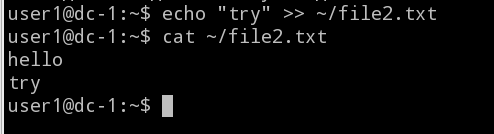 user1@dc-1:~$ echo "try" >> ~/file2.txt
user1@dc-1:~$ cat ~/file2.txt
hello
try
user1@dc-1:~$